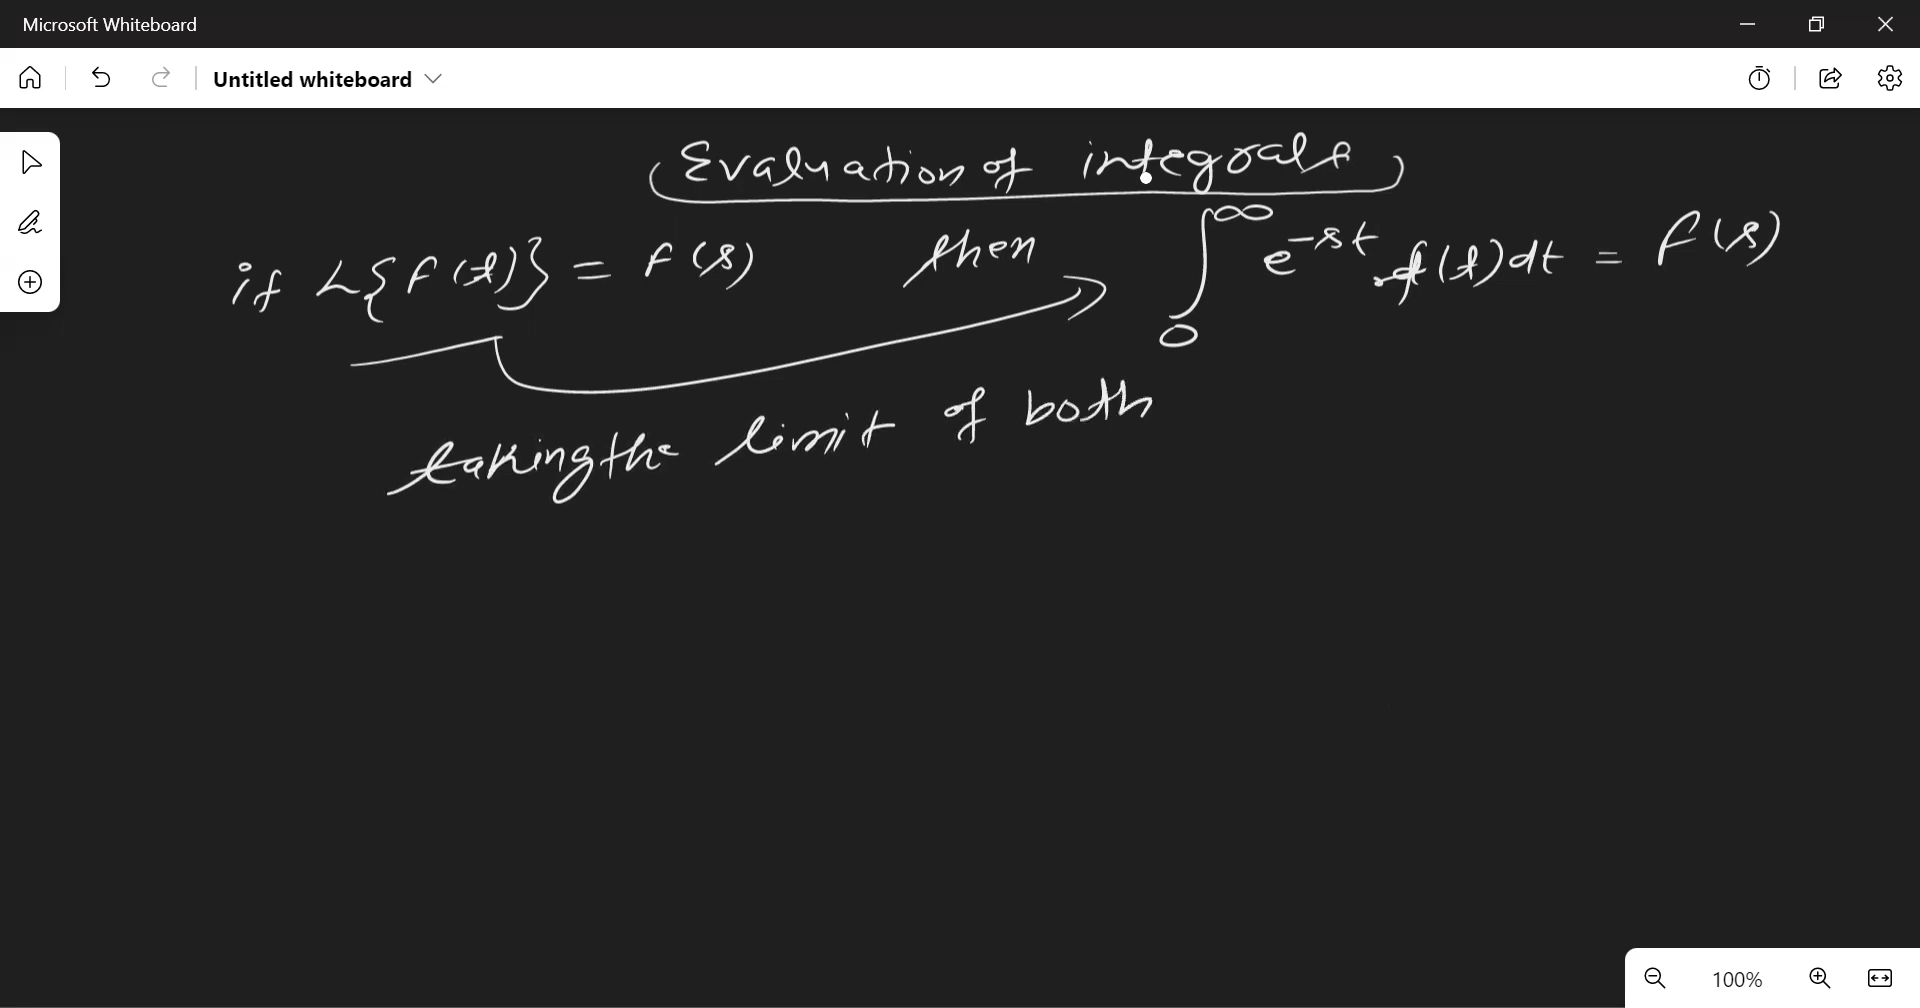 Microsoft Whiteboard
Untitled whiteboard
Evaluation of integrals
if L{f(t)} = f(s) then ∫₀^∞ e^{-st} f(t)dt = f(s)
taking the limit of both
100%